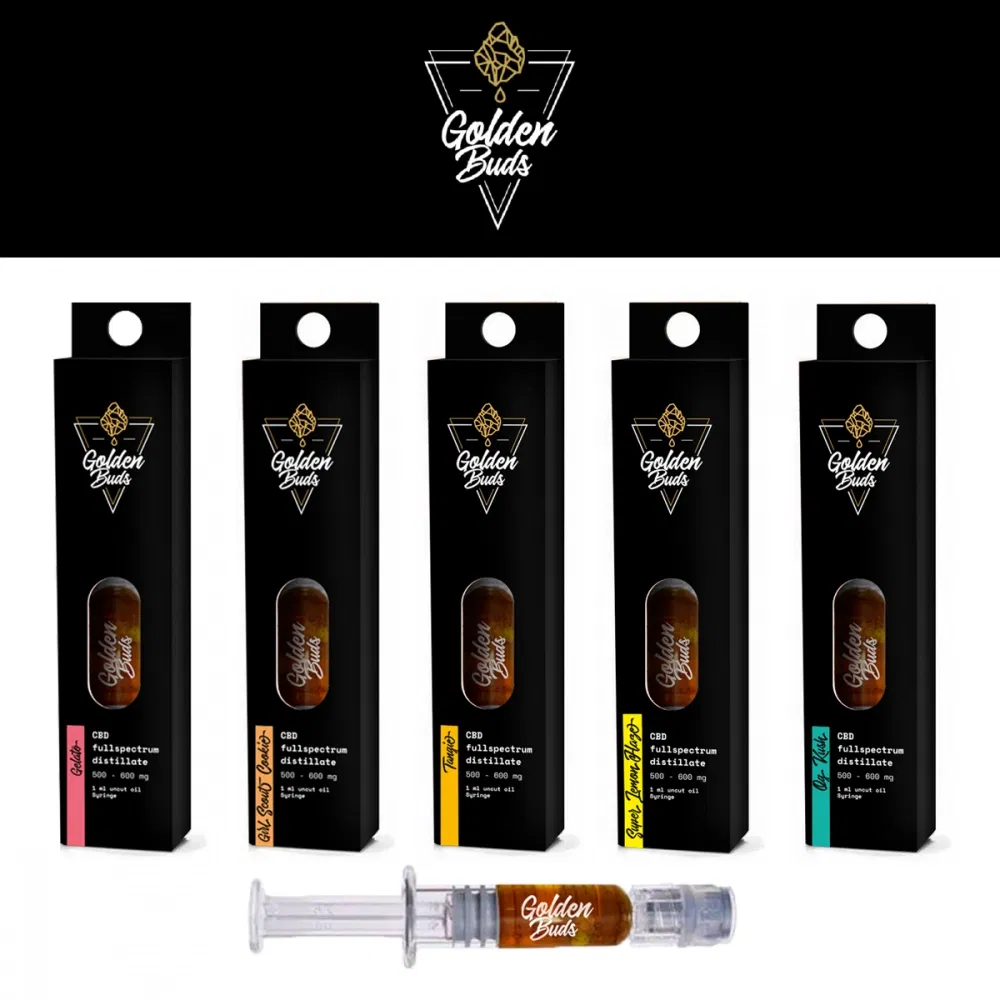 Golden
Buds
Golden
Buds
Golden
Buds
Gelato
CBD
fullspectrum
distillate
500 - 600 mg
1 ml uncut oil
Syringe
Golden
Buds
Golden
Buds
Girl Scout Cookie
CBD
fullspectrum
distillate
500 - 600 mg
1 ml uncut oil
Syringe
Golden
Buds
Golden
Buds
Tangie
CBD
fullspectrum
distillate
500 - 600 mg
1 ml uncut oil
Syringe
Golden
Buds
Golden
Buds
Super Lemon Haze
CBD
fullspectrum
distillate
500 - 600 mg
1 ml uncut oil
Syringe
Golden
Buds
Golden
Buds
Og Kush
CBD
fullspectrum
distillate
500 - 600 mg
1 ml uncut oil
Syringe
Golden
Buds